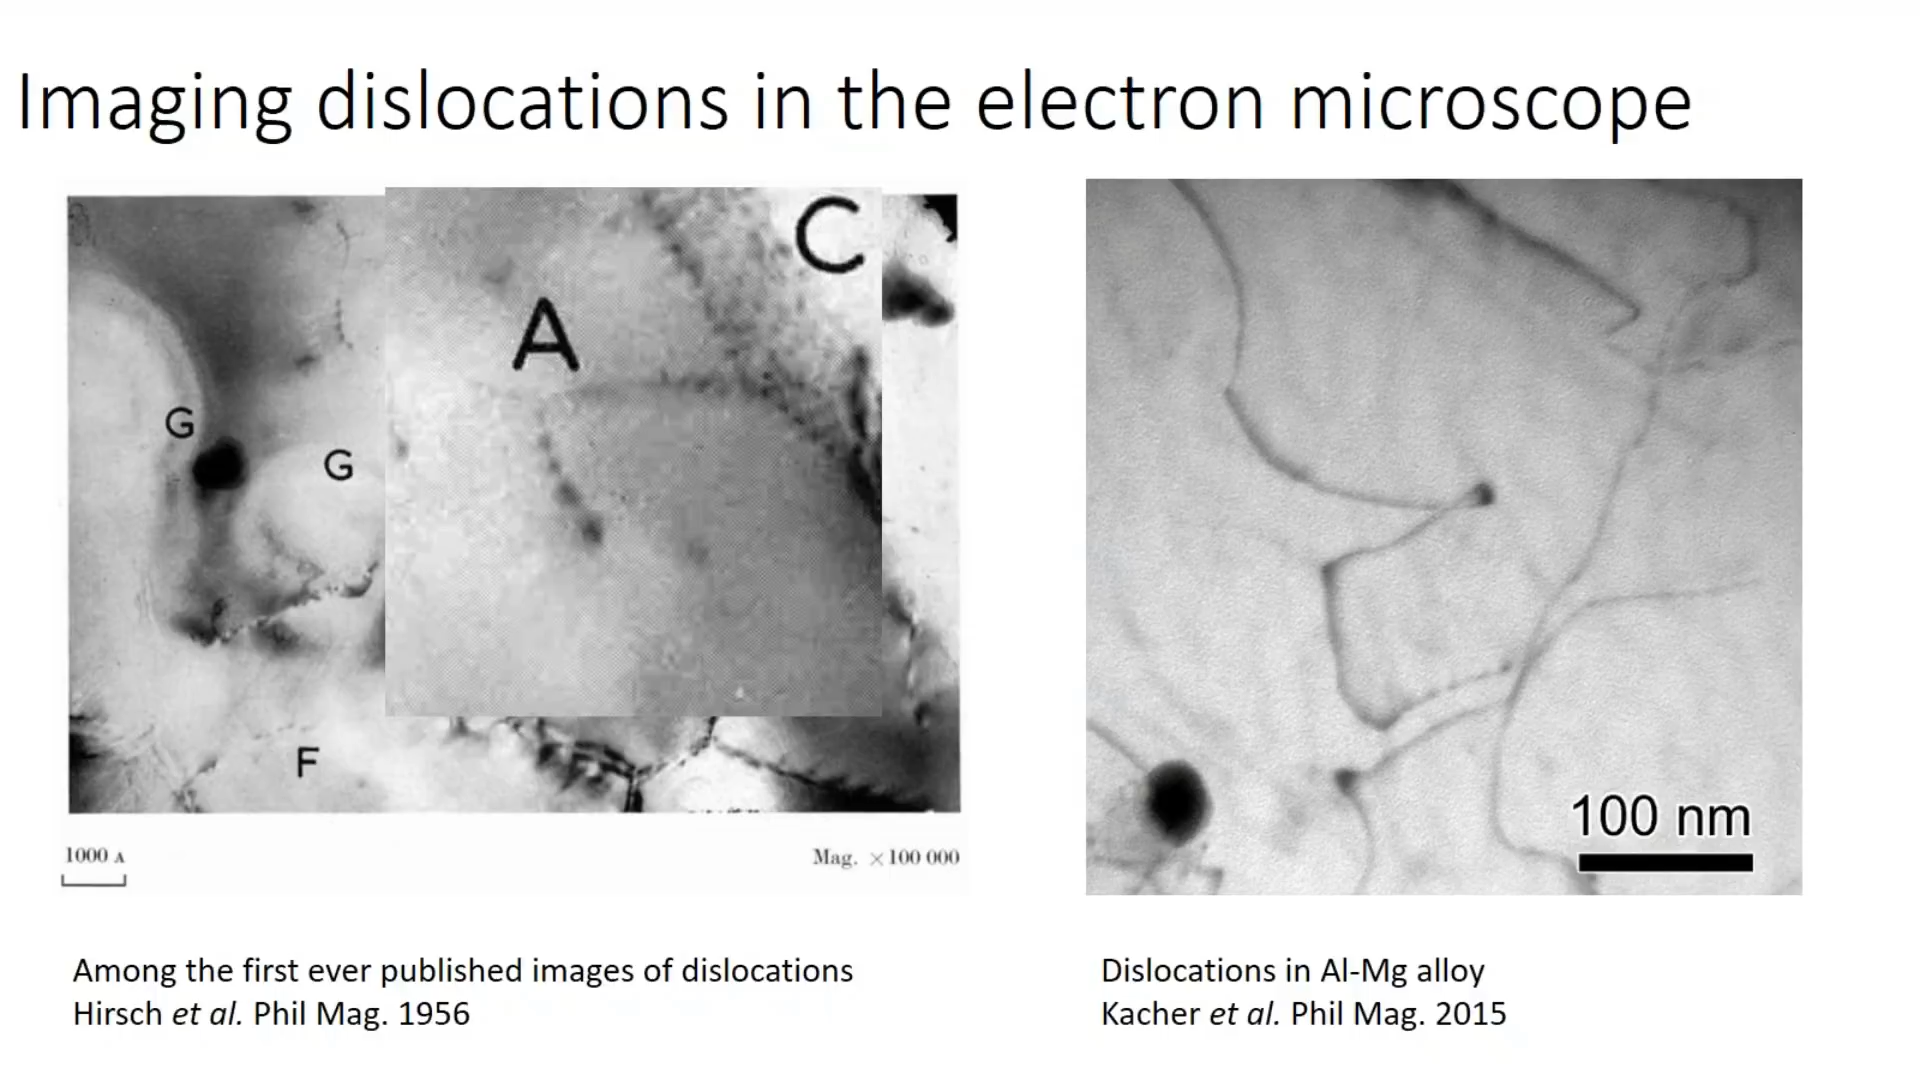 Imaging dislocations in the electron microscope
C
A
G
G
F
1000 A
Mag. ×100 000
100 nm
Among the first ever published images of dislocations
Hirsch et al. Phil Mag. 1956
Dislocations in Al-Mg alloy
Kacher et al. Phil Mag. 2015